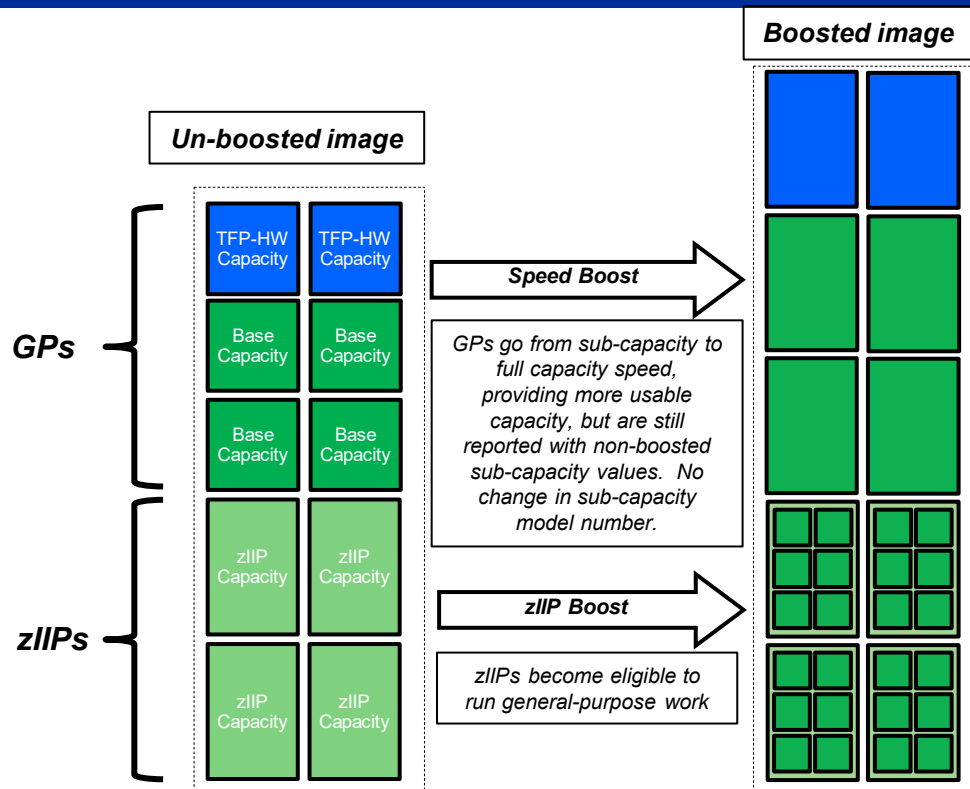 Boosted image
Un-boosted image
TFP-HW
Capacity
TFP-HW
Capacity
Base
Capacity
Base
Capacity
Base
Capacity
Base
Capacity
GPs
Speed Boost
GPs go from sub-capacity to
full capacity speed,
providing more usable
capacity, but are still
reported with non-boosted
sub-capacity values. No
change in sub-capacity
model number.
zIIP
Capacity
zIIP
Capacity
zIIP
Capacity
zIIP
Capacity
zIIPs
zIIP Boost
zIIPs become eligible to
run general-purpose work